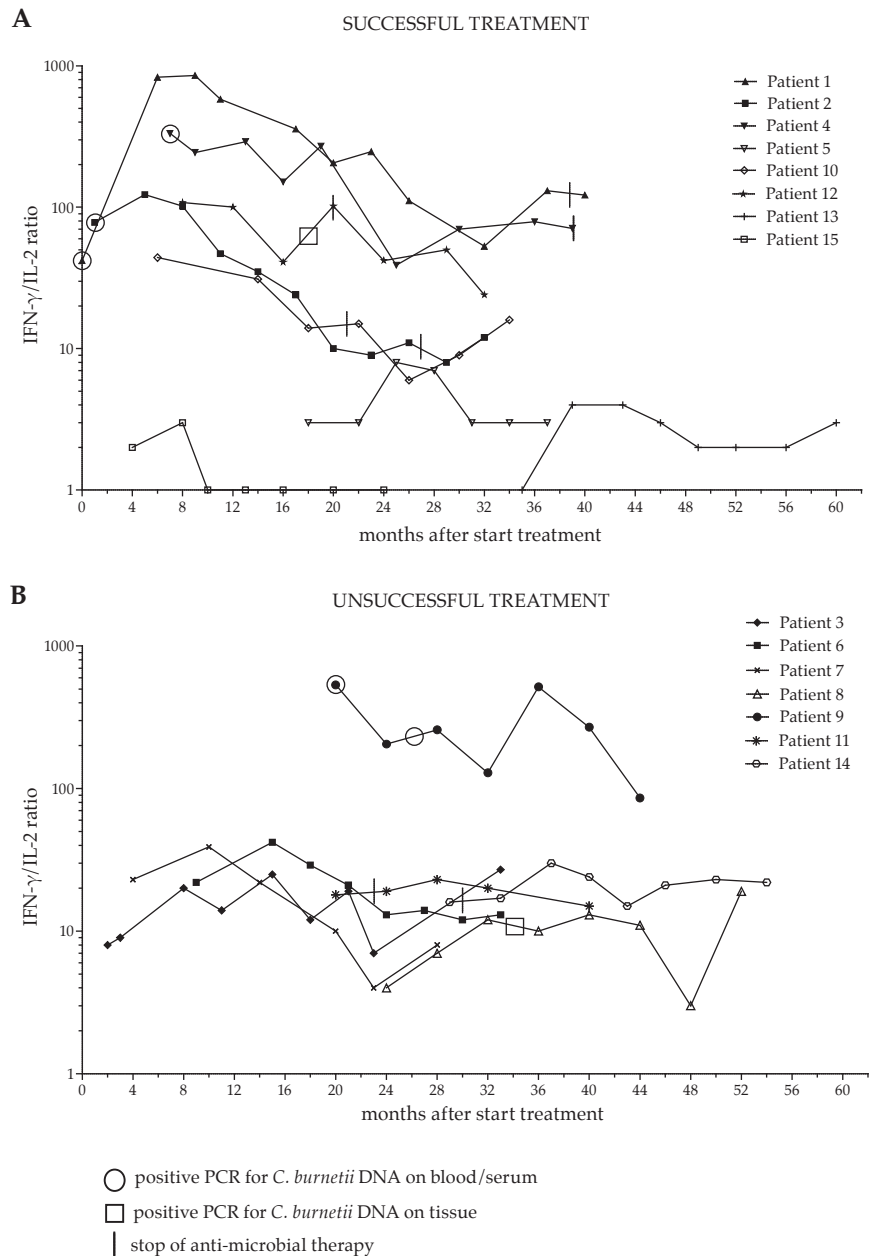 A
SUCCESSFUL TREATMENT
1000
100
10
1
IFN-γ/IL-2 ratio
0 4 8 12 16 20 24 28 32 36 40 44 48 52 56 60
months after start treatment
Patient 1
Patient 2
Patient 4
Patient 5
Patient 10
Patient 12
Patient 13
Patient 15
B
UNSUCCESSFUL TREATMENT
1000
100
10
1
IFN-γ/IL-2 ratio
0 4 8 12 16 20 24 28 32 36 40 44 48 52 56 60
months after start treatment
Patient 3
Patient 6
Patient 7
Patient 8
Patient 9
Patient 11
Patient 14
positive PCR for C. burnetii DNA on blood/serum
positive PCR for C. burnetii DNA on tissue
stop of anti-microbial therapy